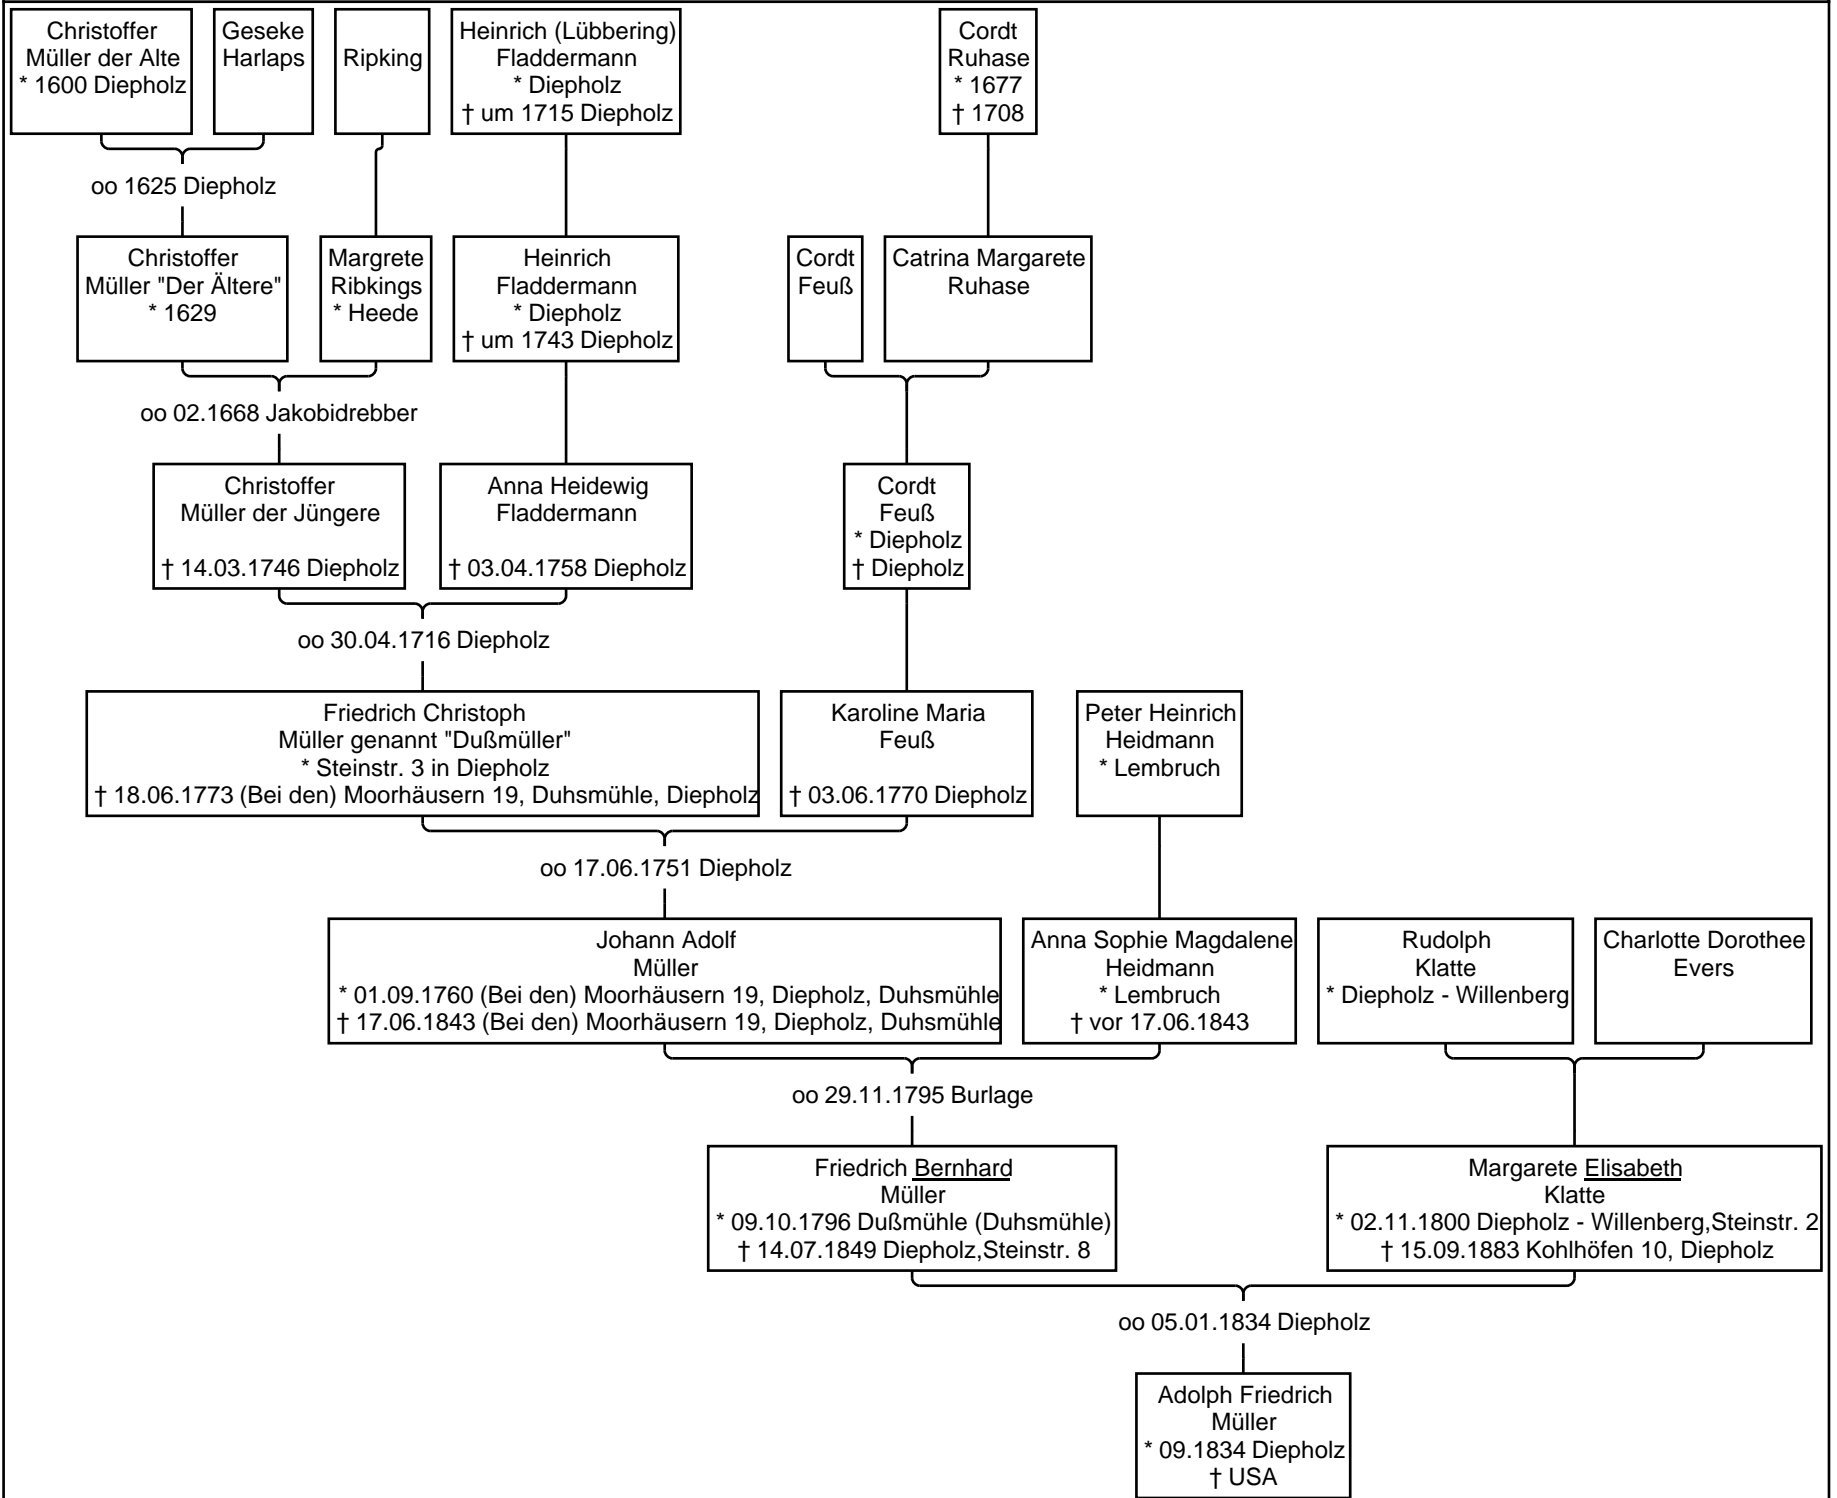 Christoffer
Müller der Alte
* 1600 Diepholz
Geseke
Harlaps
Ripking
Heinrich (Lübbering)
Fladdermann
* Diepholz
† um 1715 Diepholz
Cordt
Ruhase
* 1677
† 1708
oo 1625 Diepholz
Christoffer
Müller "Der Ältere"
* 1629
Margrete
Ribkings
* Heede
Heinrich
Fladdermann
* Diepholz
† um 1743 Diepholz
Cordt
Feuß
Catrina Margarete
Ruhase
oo 02.1668 Jakobidrebber
Christoffer
Müller der Jüngere
† 14.03.1746 Diepholz
Anna Heidewig
Fladdermann
† 03.04.1758 Diepholz
Cordt
Feuß
* Diepholz
† Diepholz
oo 30.04.1716 Diepholz
Friedrich Christoph
Müller genannt "Dußmüller"
* Steinstr. 3 in Diepholz
† 18.06.1773 (Bei den) Moorhäusern 19, Duhsmühle, Diepholz
Karoline Maria
Feuß
† 03.06.1770 Diepholz
Peter Heinrich
Heidmann
* Lembruch
oo 17.06.1751 Diepholz
Johann Adolf
Müller
* 01.09.1760 (Bei den) Moorhäusern 19, Diepholz, Duhsmühle
† 17.06.1843 (Bei den) Moorhäusern 19, Diepholz, Duhsmühle
Anna Sophie Magdalene
Heidmann
* Lembruch
† vor 17.06.1843
Rudolph
Klatte
* Diepholz - Willenberg
Charlotte Dorothee
Evers
oo 29.11.1795 Burlage
Friedrich Bernhard
Müller
* 09.10.1796 Dußmühle (Duhsmühle)
† 14.07.1849 Diepholz,Steinstr. 8
Margarete Elisabeth
Klatte
* 02.11.1800 Diepholz - Willenberg,Steinstr. 2
† 15.09.1883 Kohlhöfen 10, Diepholz
oo 05.01.1834 Diepholz
Adolph Friedrich
Müller
* 09.1834 Diepholz
† USA